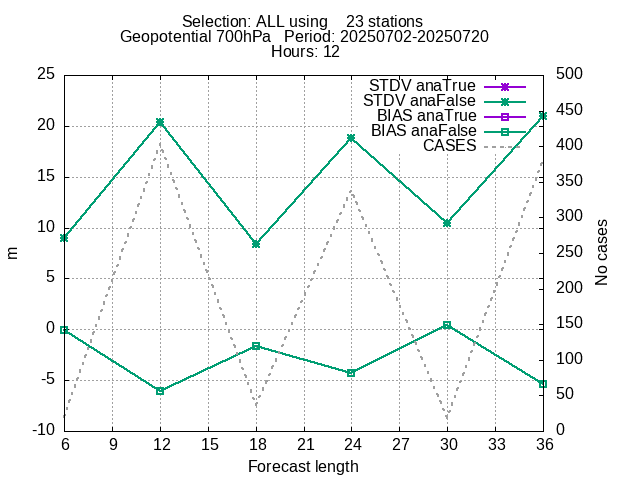 Selection: ALL using    23 stations
Geopotential 700hPa   Period: 20250702-20250720
Hours: 12
STDV anaTrue
STDV anaFalse
BIAS anaTrue
BIAS anaFalse
CASES
25
20
15
10
5
0
-5
-10
m
500
450
400
350
300
250
200
150
100
50
0
No cases
6 9 12 15 18 21 24 27 30 33 36
Forecast length